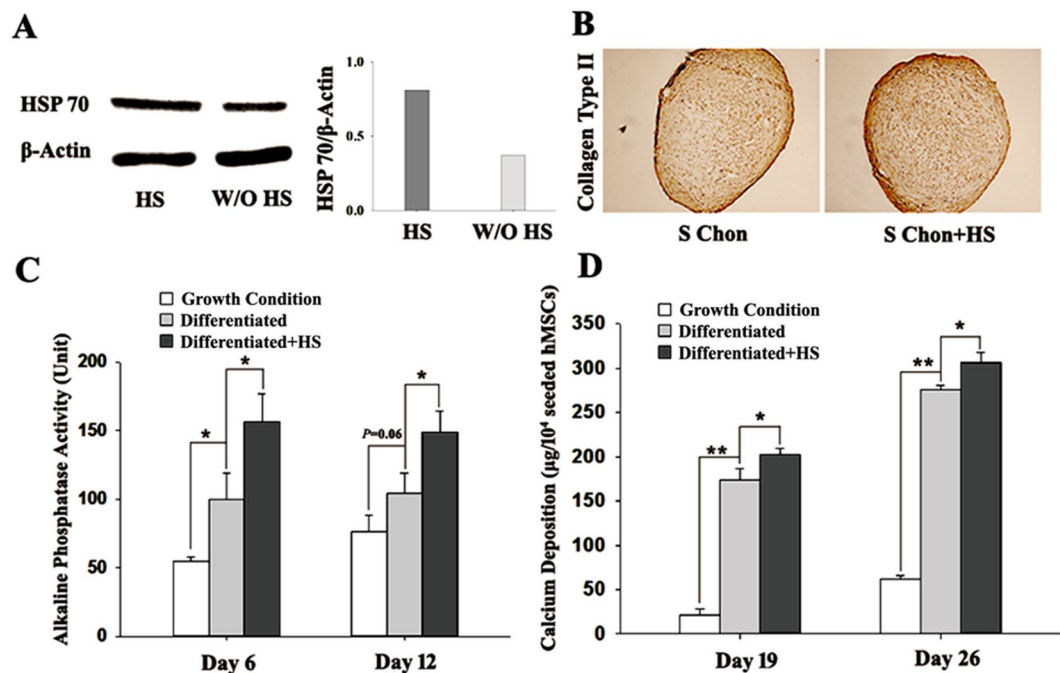 A
HSP 70
β-Actin
HS
W/O HS
HSP 70/β-Actin
1.0
0.5
0.0
HS
W/O HS
B
Collagen Type II
S Chon
S Chon+HS
C
Growth Condition
Differentiated
Differentiated+HS
Alkaline Phosphatase Activity (Unit)
200
150
100
50
0
*
*
P=0.06
*
Day 6
Day 12
D
Growth Condition
Differentiated
Differentiated+HS
Calcium Deposition (µg/10⁴ seeded hMSCs)
350
300
250
200
150
100
50
0
**
*
**
*
Day 19
Day 26